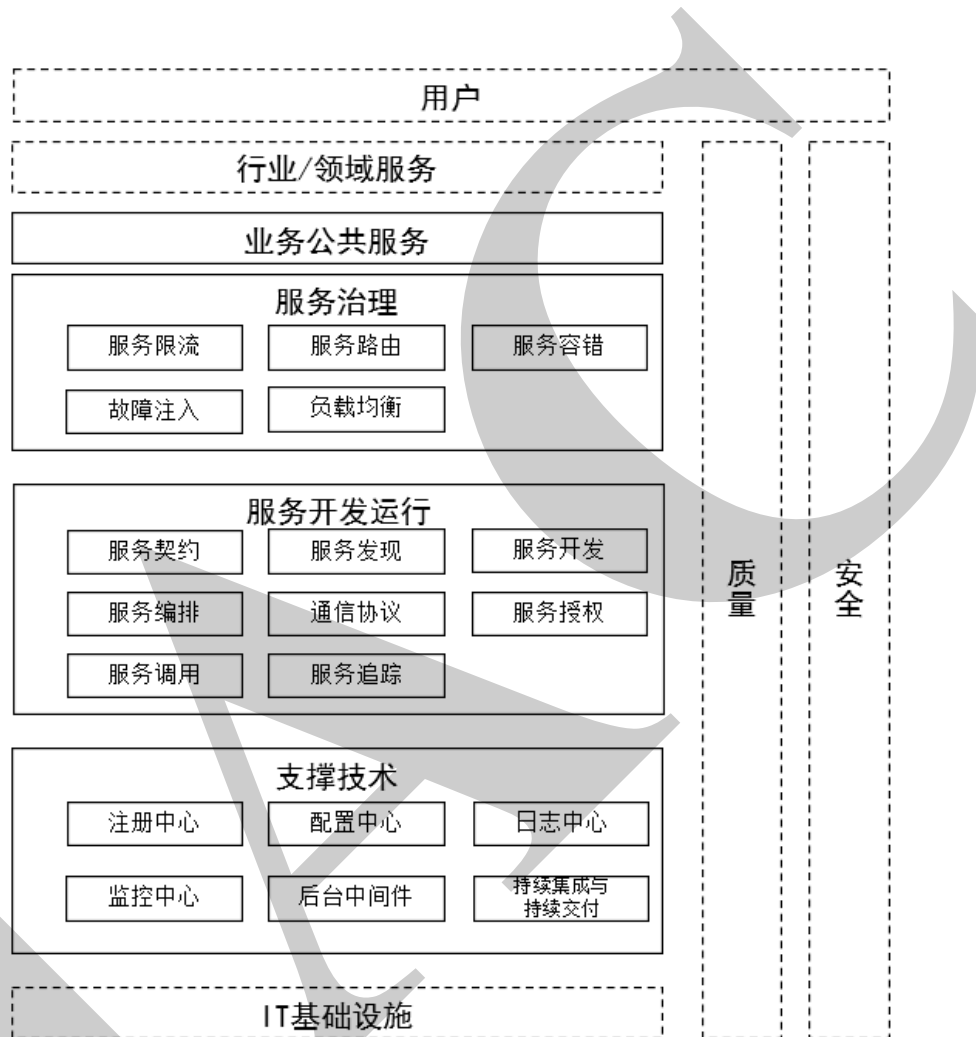 用户
行业/领域服务
业务公共服务
服务治理
服务限流
服务路由
服务容错
故障注入
负载均衡
服务开发运行
服务契约
服务发现
服务开发
服务编排
通信协议
服务授权
服务调用
服务追踪
支撑技术
注册中心
配置中心
日志中心
监控中心
后台中间件
持续集成与
持续交付
IT基础设施
质
量
安
全